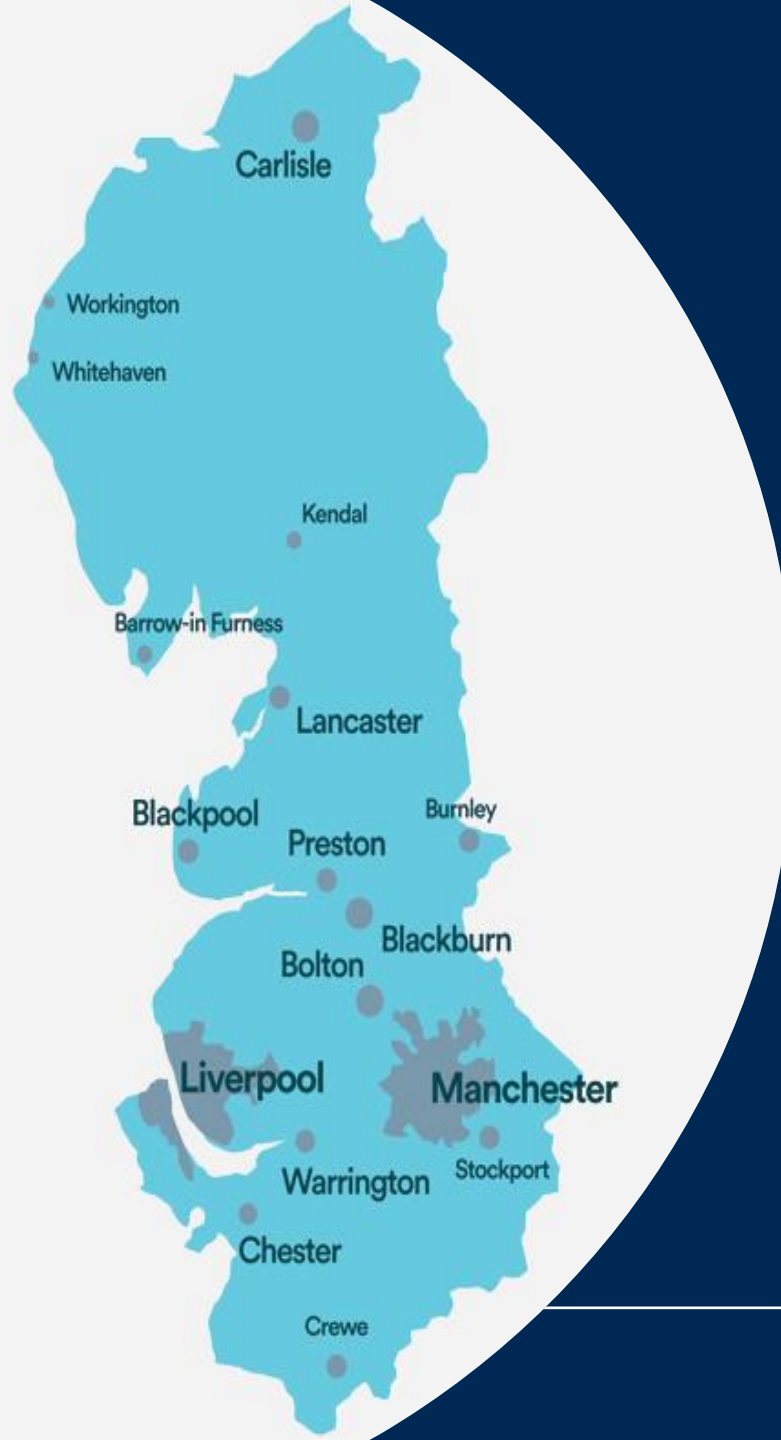 Carlisle
Workington
Whitehaven
Kendal
Barrow-in Furness
Lancaster
Blackpool
Burnley
Preston
Blackburn
Bolton
Liverpool
Manchester
Stockport
Warrington
Chester
Crewe